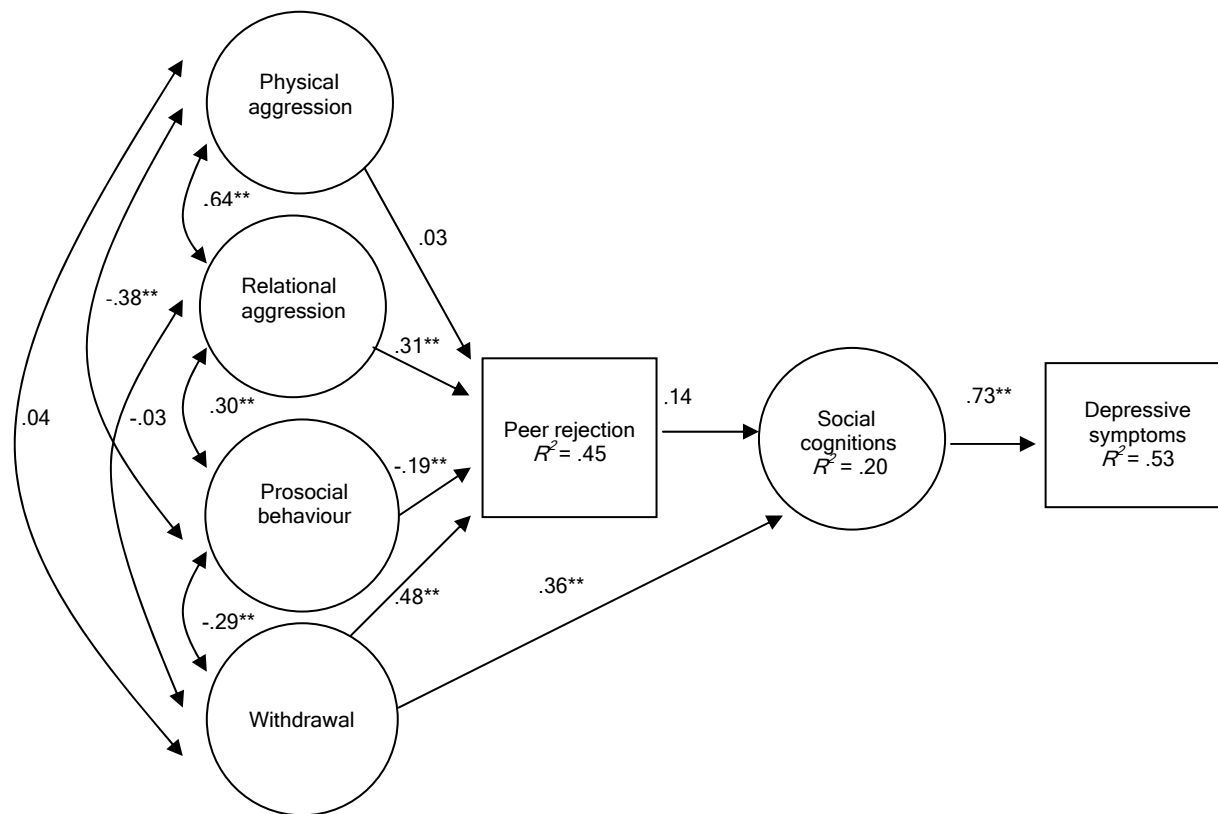 Physical
aggression
.64**
.03
Relational
aggression
-.38**
.31**
.04
-.03
.30**
Peer rejection
R² = .45
.14
Social
cognitions
R² = .20
.73**
Depressive
symptoms
R² = .53
Prosocial
behaviour
-.19**
-.29**
.48**
.36**
Withdrawal